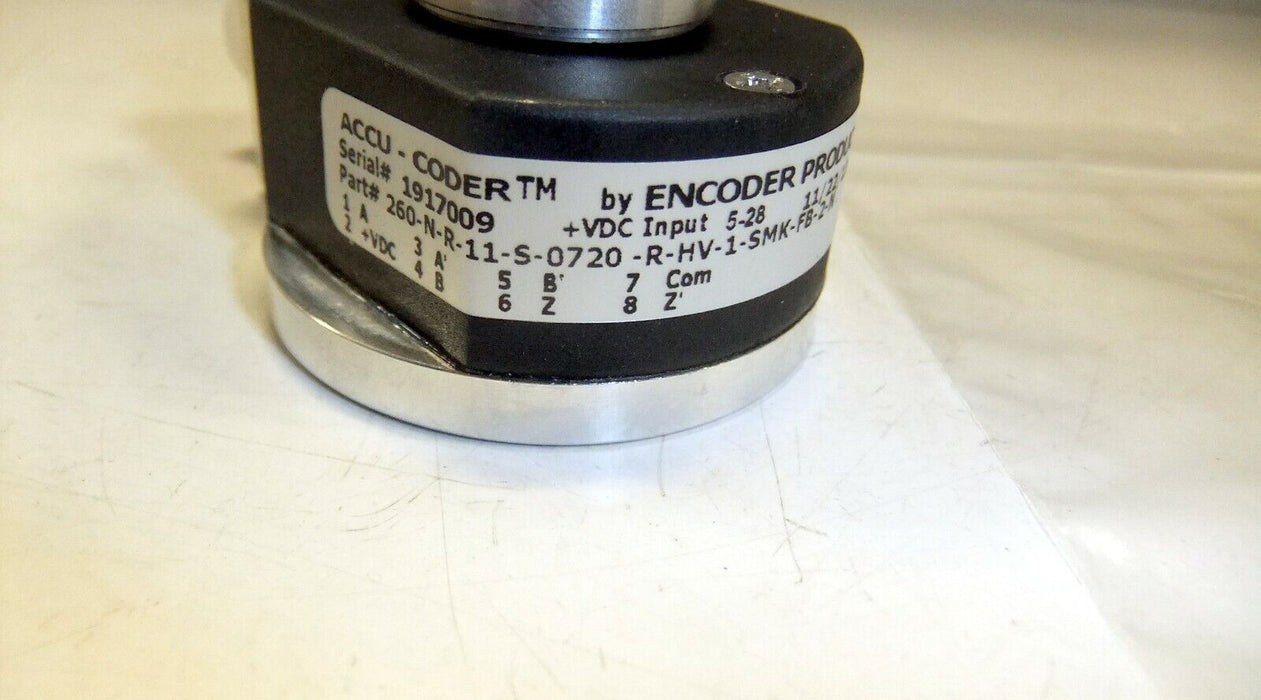 ACCU - CODER™ by ENCODER
Serial# 1917009 +VDC Input 5-28
Part# 260-N-R-11-S-0720 -R-HV-1-SMK-FB-2-N
1 A 3 A' 5 B' 7 Com
2 +VDC 4 B 6 Z 8 Z'